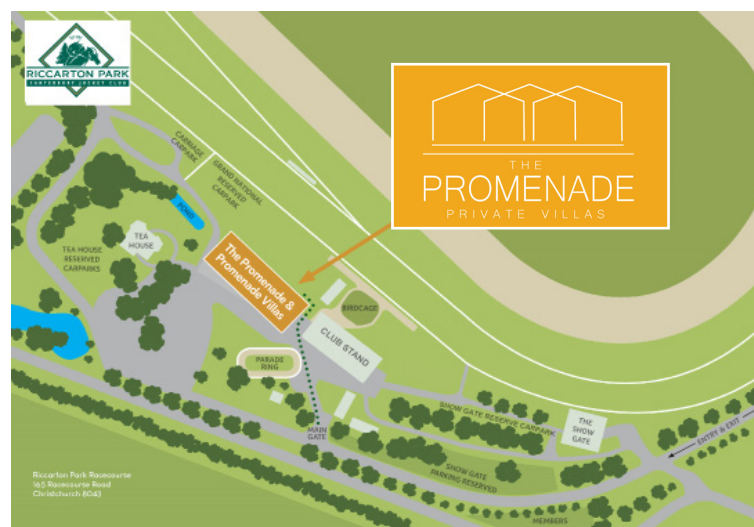 RICCARTON PARK
CANTERBURY JOCKEY CLUB
THE
PROMENADE
PRIVATE VILLAS
CARRIAGE
CARPARK
GRAND NATIONAL
RESERVED
CARPARK
POND
TEA
HOUSE
TEA HOUSE
RESERVED
CARPARKS
The Promenade &
Promenade Villas
BIRDCAGE
CLUB STAND
PARADE
RING
MAIN
GATE
SHOW GATE RESERVE CARPARK
THE
SHOW
GATE
ENTRY & EXIT
SHOW GATE
PARKING RESERVED
MEMBERS
Riccarton Park Racecourse
165 Racecourse Road
Christchurch 8043